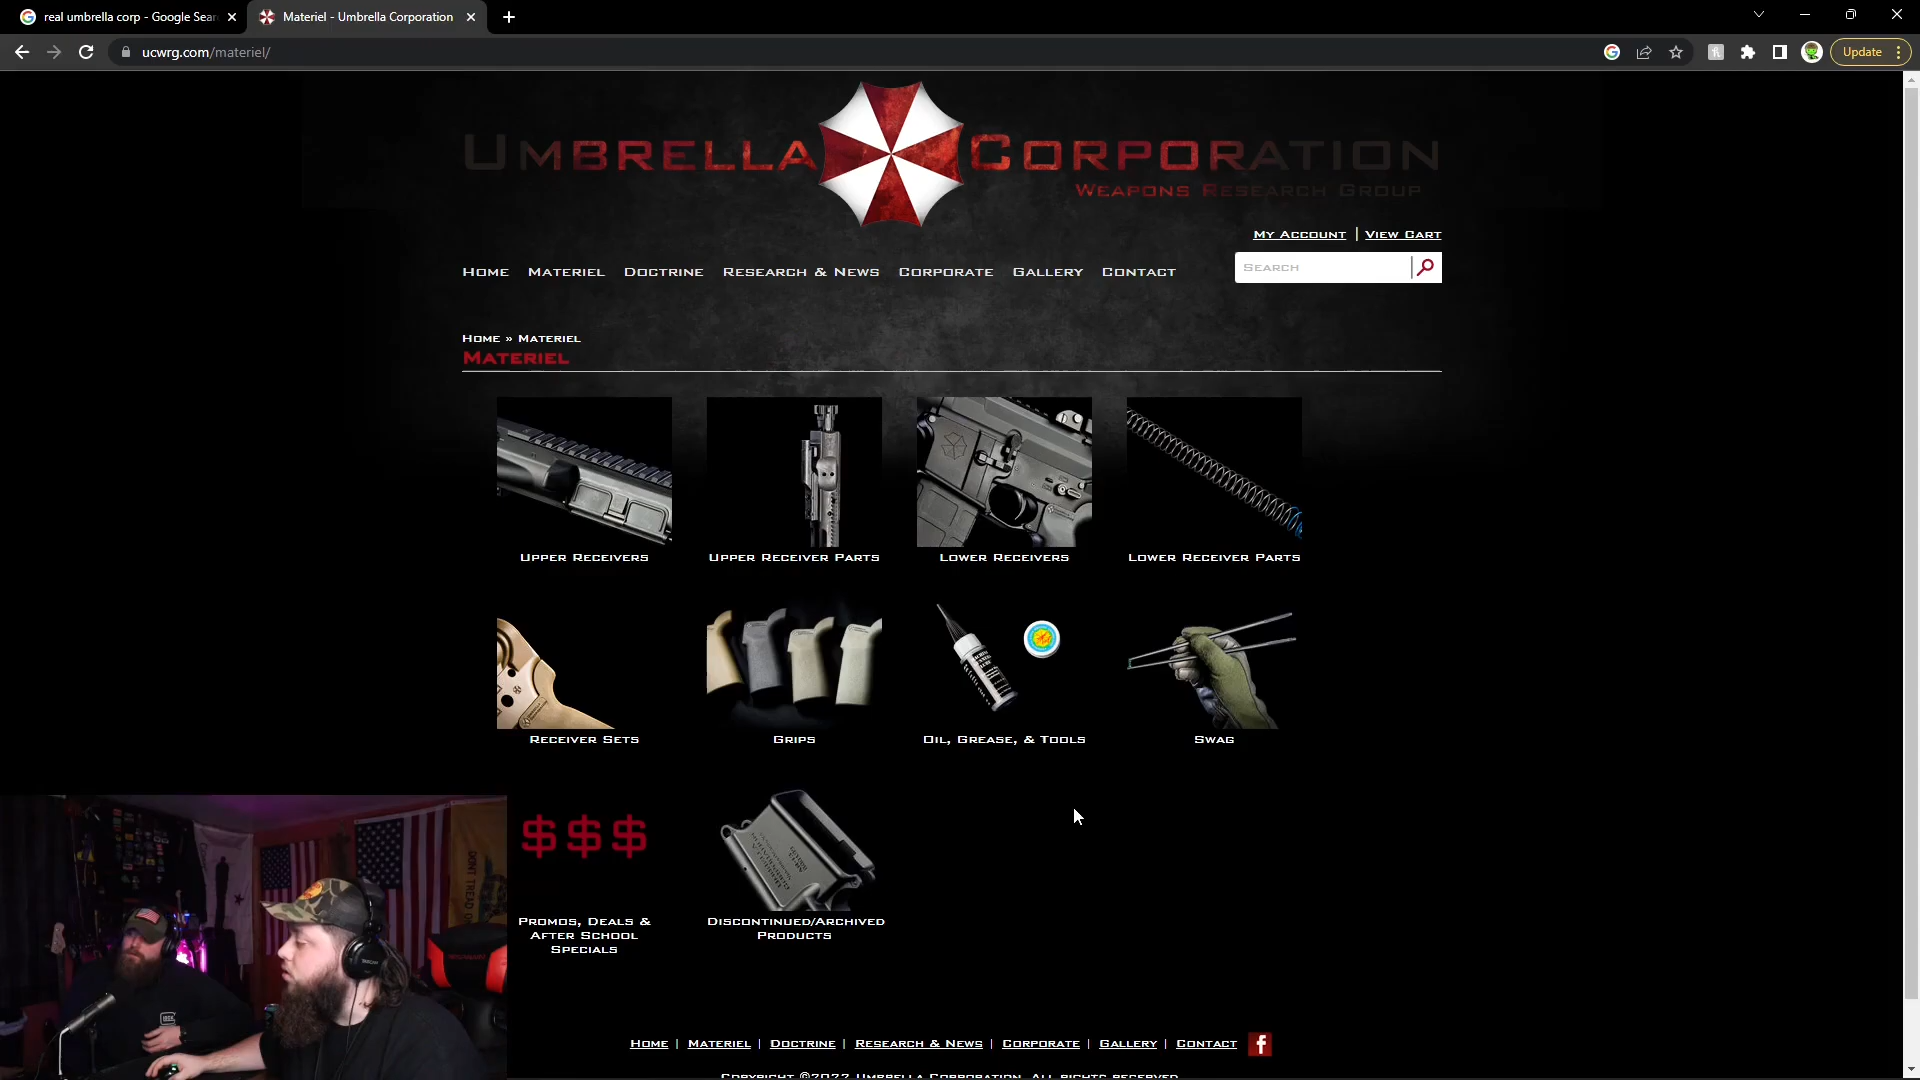 real umbrella corp - Google Sear
Materiel - Umbrella Corporation
ucwrg.com/materiel/
Update
Umbrella Corporation
Weapons Research Group
My Account | View Cart
Home Materiel Doctrine Research & News Corporate Gallery Contact
Search
Home » Materiel
Materiel
Upper Receivers
Upper Receiver Parts
Lower Receivers
Lower Receiver Parts
Receiver Sets
Grips
Oil, Grease, & Tools
Swag
$$$
Promos, Deals &
After School
Specials
Discontinued/Archived
Products
DONT TREAD ON
Home | Materiel | Doctrine | Research & News | Corporate | Gallery | Contact
f
Copyright ©2022 Umbrella Corporation. All rights reserved